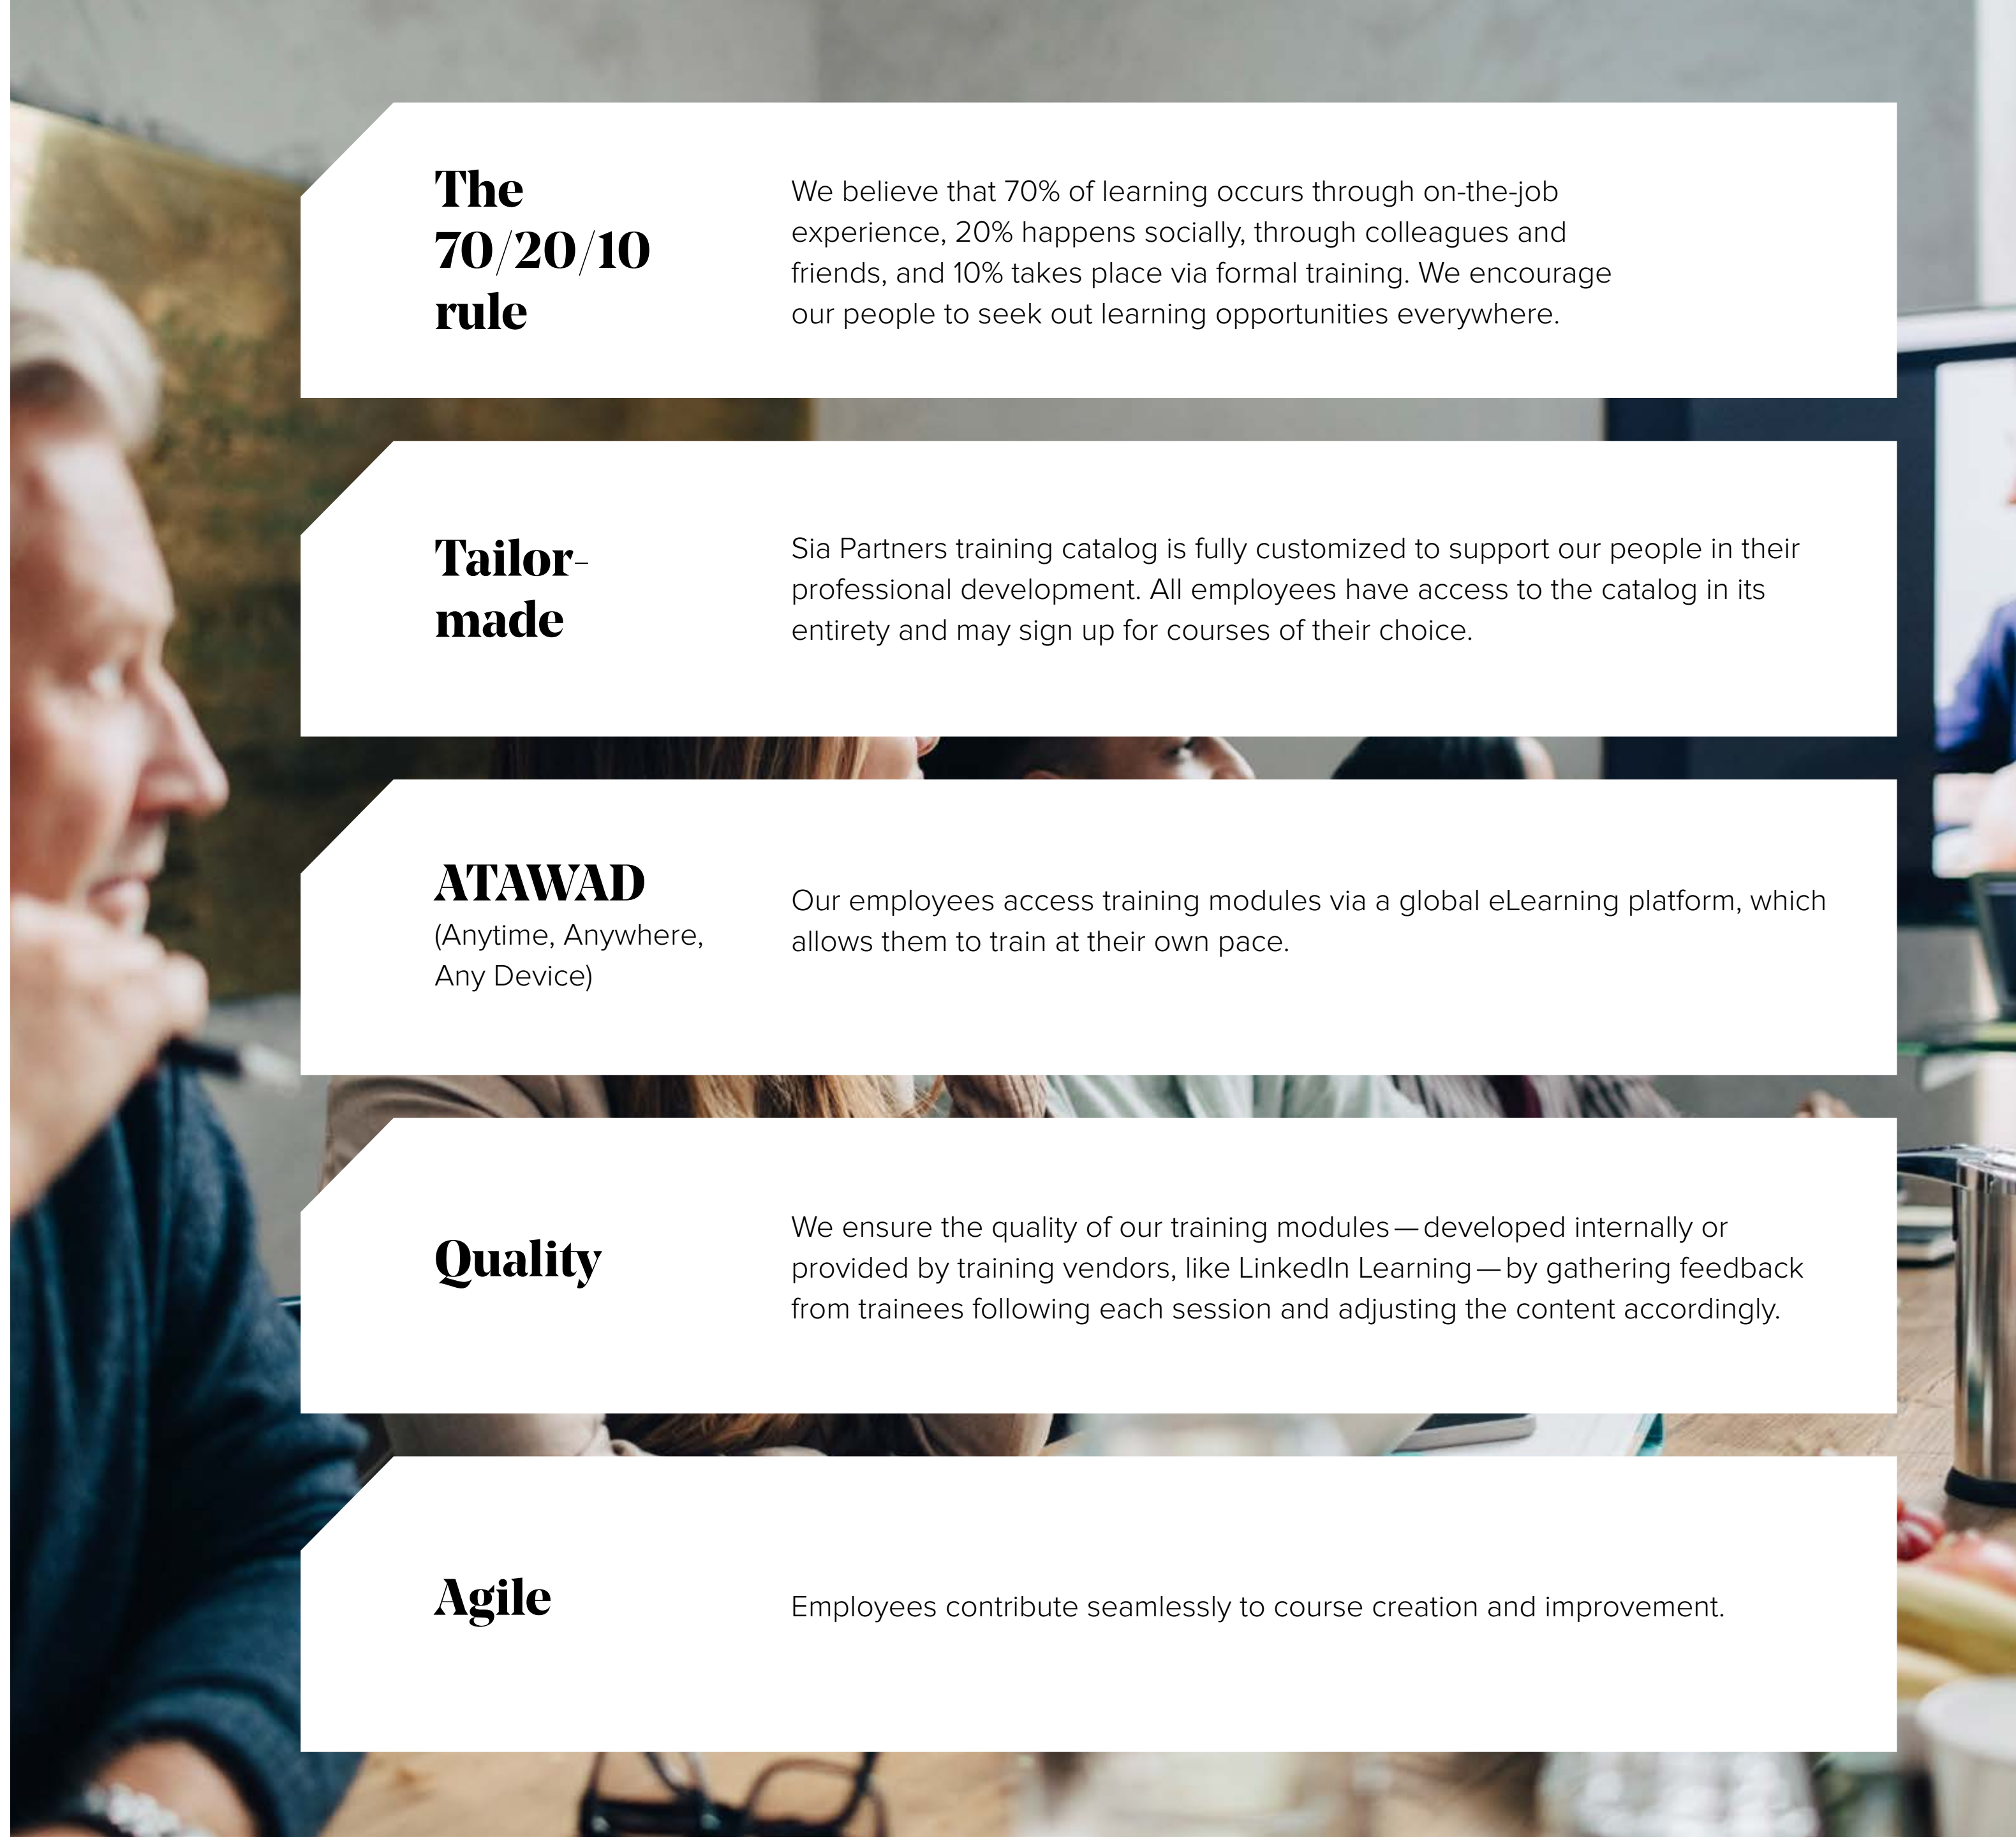 The
70/20/10
rule
We believe that 70% of learning occurs through on-the-job
experience, 20% happens socially, through colleagues and
friends, and 10% takes place via formal training. We encourage
our people to seek out learning opportunities everywhere.
Tailor-
made
Sia Partners training catalog is fully customized to support our people in their
professional development. All employees have access to the catalog in its
entirety and may sign up for courses of their choice.
ATAWAD
(Anytime, Anywhere,
Any Device)
Our employees access training modules via a global eLearning platform, which
allows them to train at their own pace.
Quality
We ensure the quality of our training modules — developed internally or
provided by training vendors, like LinkedIn Learning — by gathering feedback
from trainees following each session and adjusting the content accordingly.
Agile
Employees contribute seamlessly to course creation and improvement.